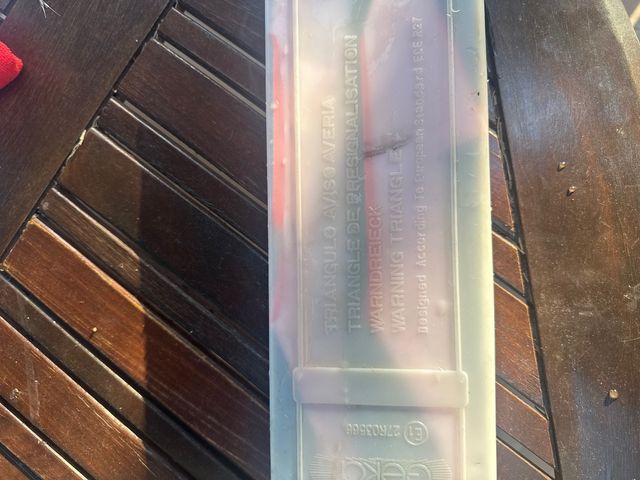 TRIANGULO AVISO AVERIA
TRIANGLE DE PRESIGNALISATION
WARNDREIECK
WARNING TRIANGLE
Designed According To European Standard ECE R27
E1 27R03566